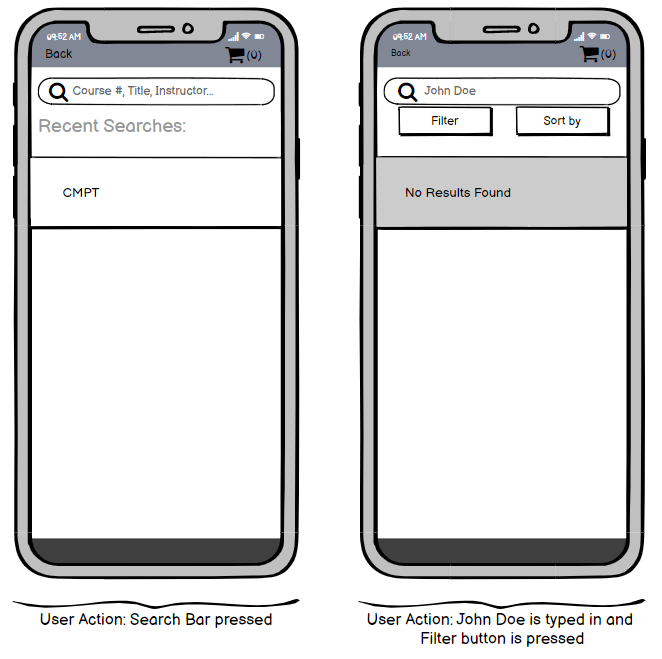 09:52 AM
Back
(0)
Course #, Title, Instructor...
Recent Searches:
CMPT
User Action: Search Bar pressed
09:52 AM
Back
(0)
John Doe
Filter
Sort by
No Results Found
User Action: John Doe is typed in and
Filter button is pressed